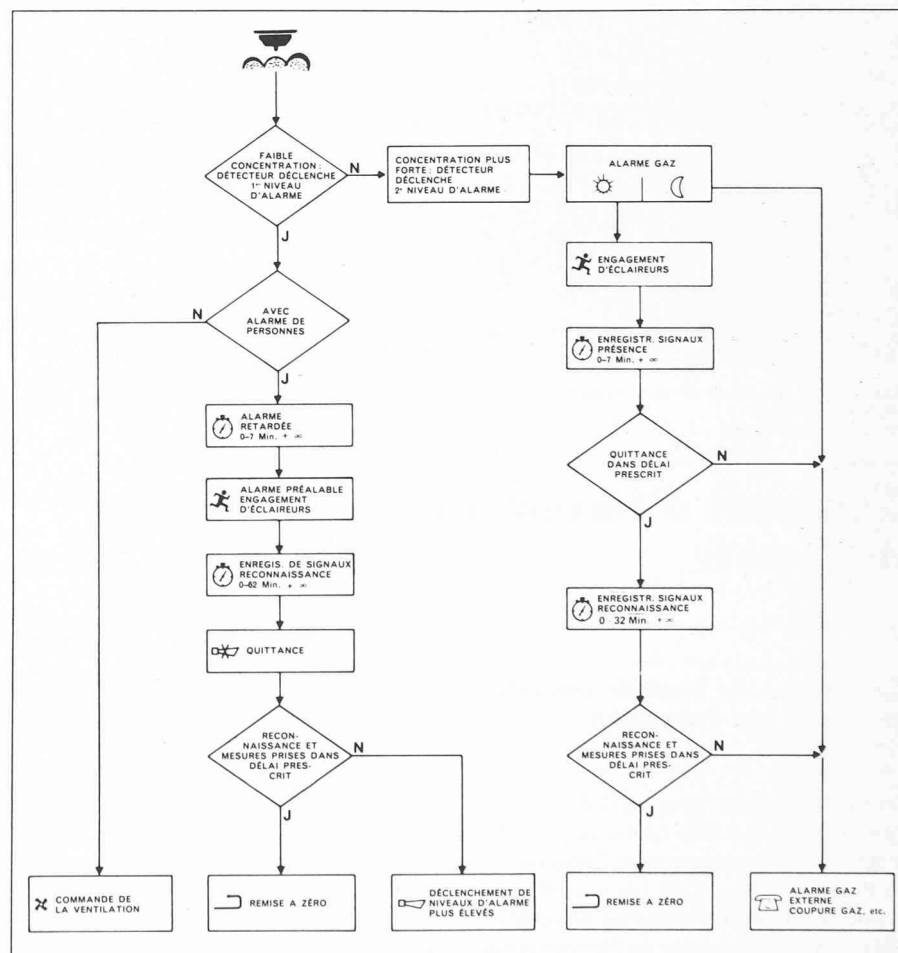 FAIBLE
CONCENTRATION :
DÉTECTEUR DÉCLENCHE
1er NIVEAU
D'ALARME
N
J
CONCENTRATION PLUS
FORTE : DÉTECTEUR
DÉCLENCHE
2e NIVEAU D'ALARME
ALARME GAZ
ENGAGEMENT
D'ÉCLAIREURS
AVEC
ALARME DE
PERSONNES
N
J
ENREGISTR. SIGNAUX
PRÉSENCE
0–7 Min. + ∞
ALARME
RETARDÉE
0–7 Min. + ∞
QUITTANCE
DANS DÉLAI
PRESCRIT
N
J
ALARME PRÉALABLE
ENGAGEMENT
D'ÉCLAIREURS
ENREGIS. DE SIGNAUX
RECONNAISSANCE
0–62 Min. + ∞
ENREGISTR. SIGNAUX
RECONNAISSANCE
0 - 32 Min. + ∞
QUITTANCE
RECON-
NAISSANCE ET
MESURES PRISES DANS
DÉLAI PRES-
CRIT
N
J
RECON-
NAISSANCE ET
MESURES PRISES DANS
DÉLAI PRES-
CRIT
N
J
COMMANDE DE
LA VENTILATION
REMISE A ZÉRO
DÉCLENCHEMENT DE
NIVEAUX D'ALARME
PLUS ÉLEVÉS
REMISE A ZÉRO
ALARME GAZ
EXTERNE
COUPURE GAZ, etc.